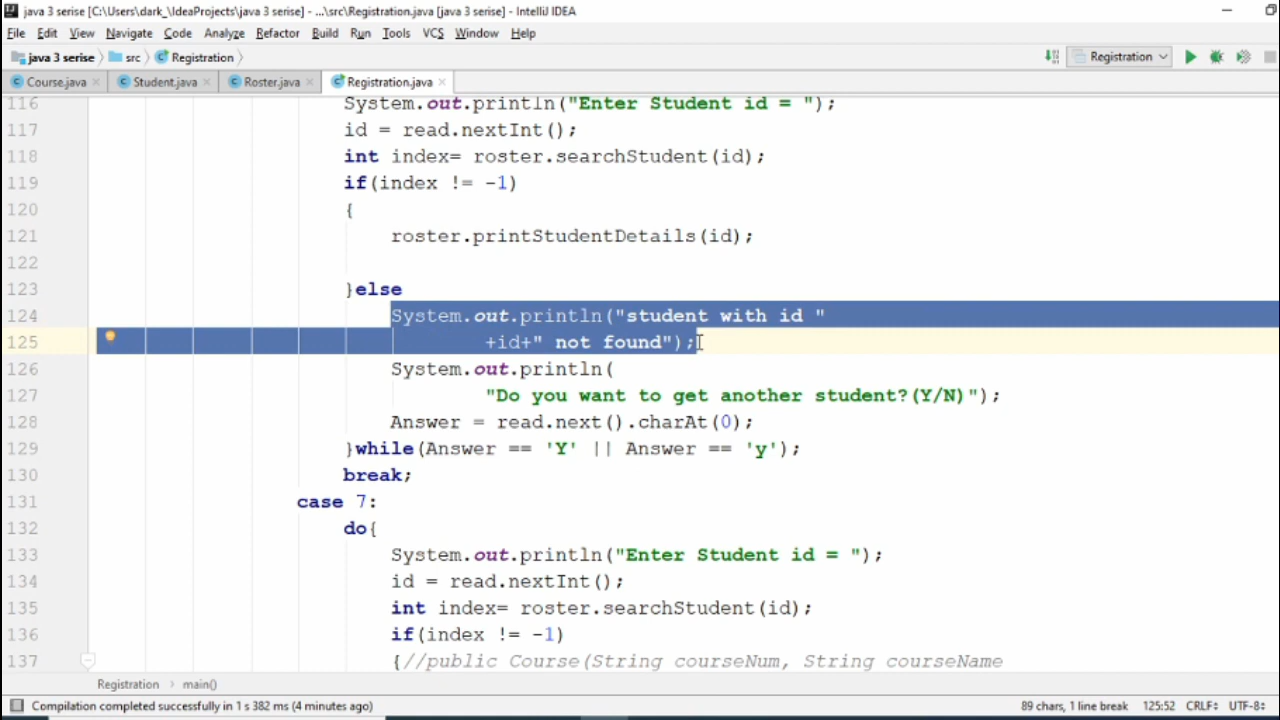 java 3 serise [C:\Users\dark_\IdeaProjects\java 3 serise] - ...\src\Registration.java [java 3 serise] - IntelliJ IDEA
File Edit View Navigate Code Analyze Refactor Build Run Tools VCS Window Help
java 3 serise src Registration Registration
Course.java Student.java Roster.java Registration.java
116 System.out.println("Enter Student id = ");
117 id = read.nextInt();
118 int index= roster.searchStudent(id);
119 if(index != -1)
120 {
121 roster.printStudentDetails(id);
122
123 }else
124 System.out.println("student with id "
125 +id+" not found");
126 System.out.println(
127 "Do you want to get another student?(Y/N)");
128 Answer = read.next().charAt(0);
129 }while(Answer == 'Y' || Answer == 'y');
130 break;
131 case 7:
132 do{
133 System.out.println("Enter Student id = ");
134 id = read.nextInt();
135 int index= roster.searchStudent(id);
136 if(index != -1)
137 {//public Course(String courseNum, String courseName
Registration › main()
Compilation completed successfully in 1 s 382 ms (4 minutes ago) 89 chars, 1 line break 125:52 CRLF UTF-8